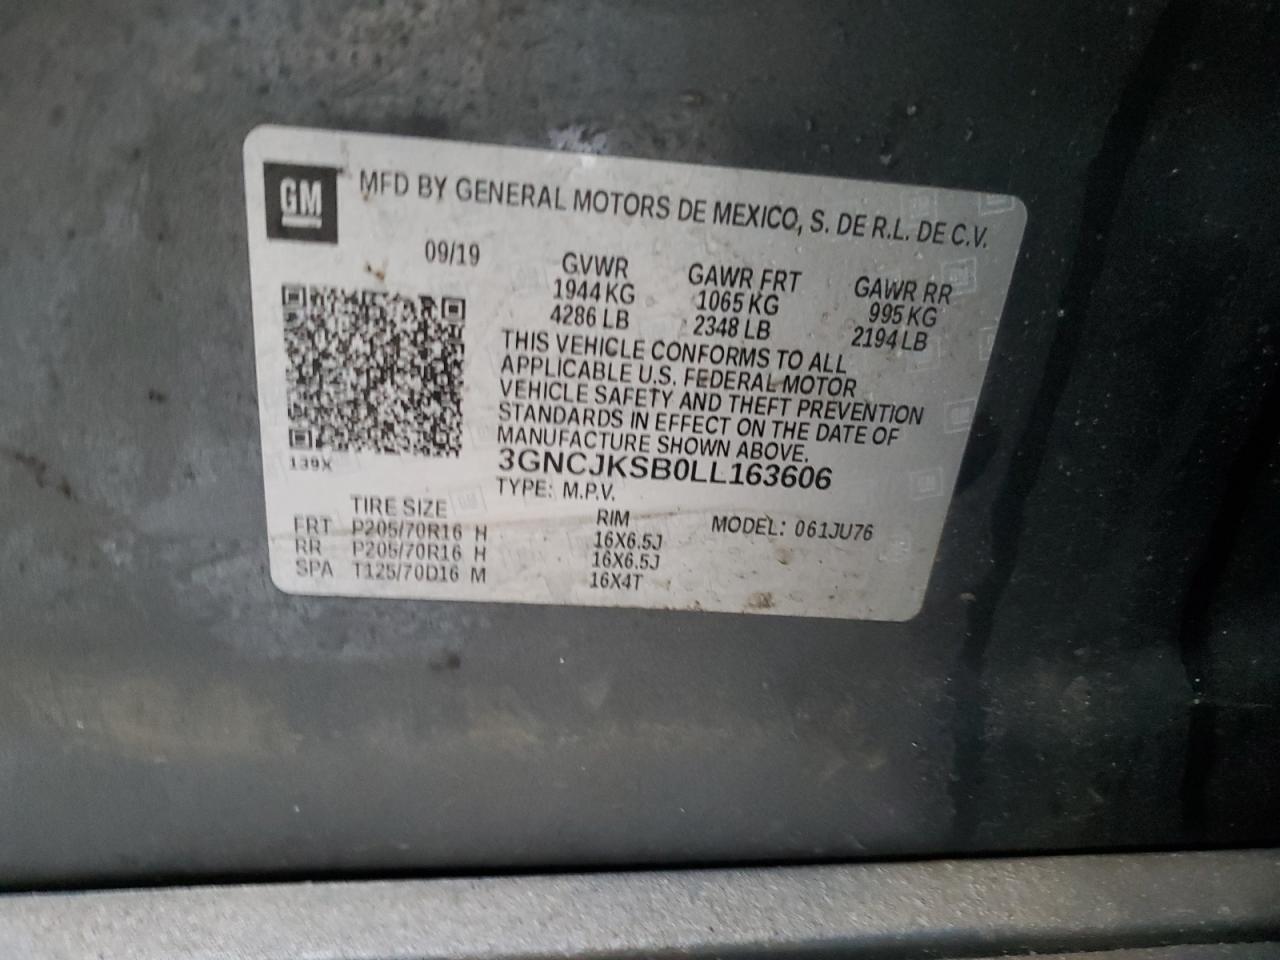 GM
MFD BY GENERAL MOTORS DE MEXICO, S. DE R.L. DE C.V.
09/19 GVWR GAWR FRT GAWR RR
1944 KG 1065 KG 995 KG
4286 LB 2348 LB 2194 LB
THIS VEHICLE CONFORMS TO ALL
APPLICABLE U.S. FEDERAL MOTOR
VEHICLE SAFETY AND THEFT PREVENTION
STANDARDS IN EFFECT ON THE DATE OF
MANUFACTURE SHOWN ABOVE.
139X
3GNCJKSB0LL163606
TYPE: M.P.V.
TIRE SIZE RIM MODEL: 061JU76
FRT P205/70R16 H 16X6.5J
RR P205/70R16 H 16X6.5J
SPA T125/70D16 M 16X4T